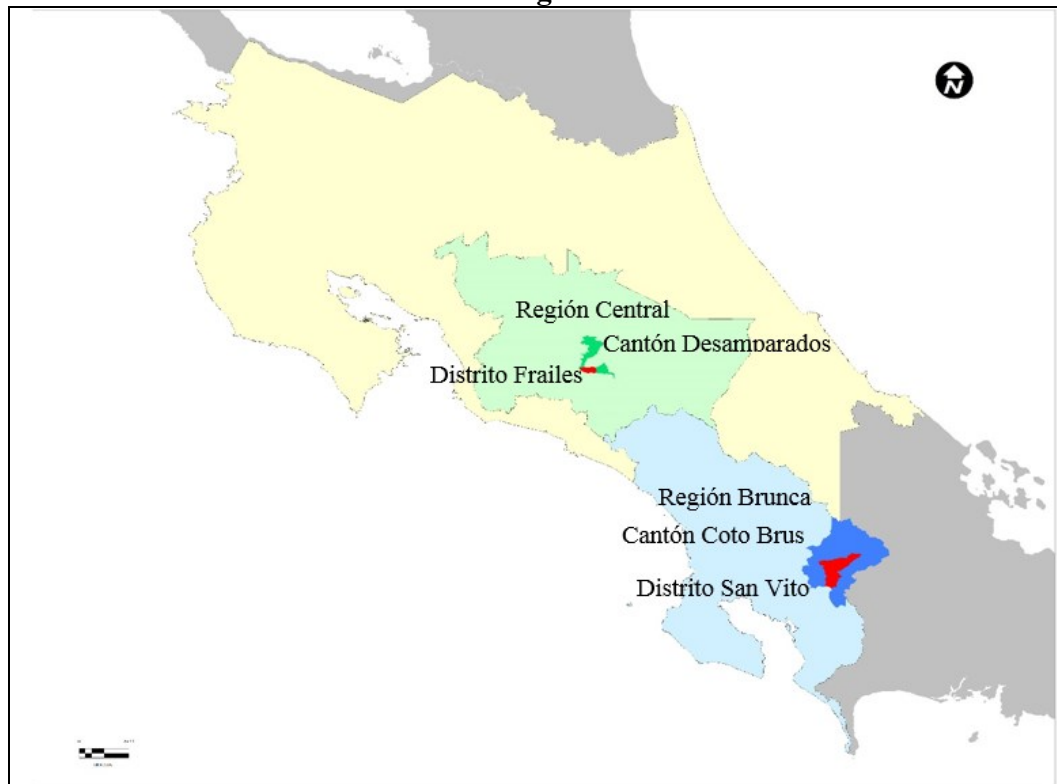 N
Región Central
Cantón Desamparados
Distrito Frailes
Región Brunca
Cantón Coto Brus
Distrito San Vito